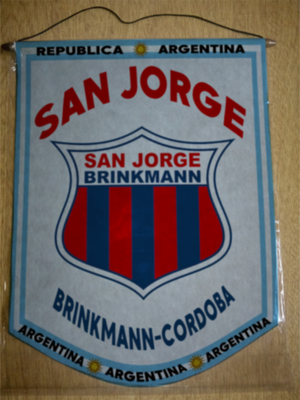 REPUBLICA ARGENTINA
SAN JORGE
SAN JORGE
BRINKMANN
BRINKMANN-CORDOBA
ARGENTINA ARGENTINA ARGENTINA